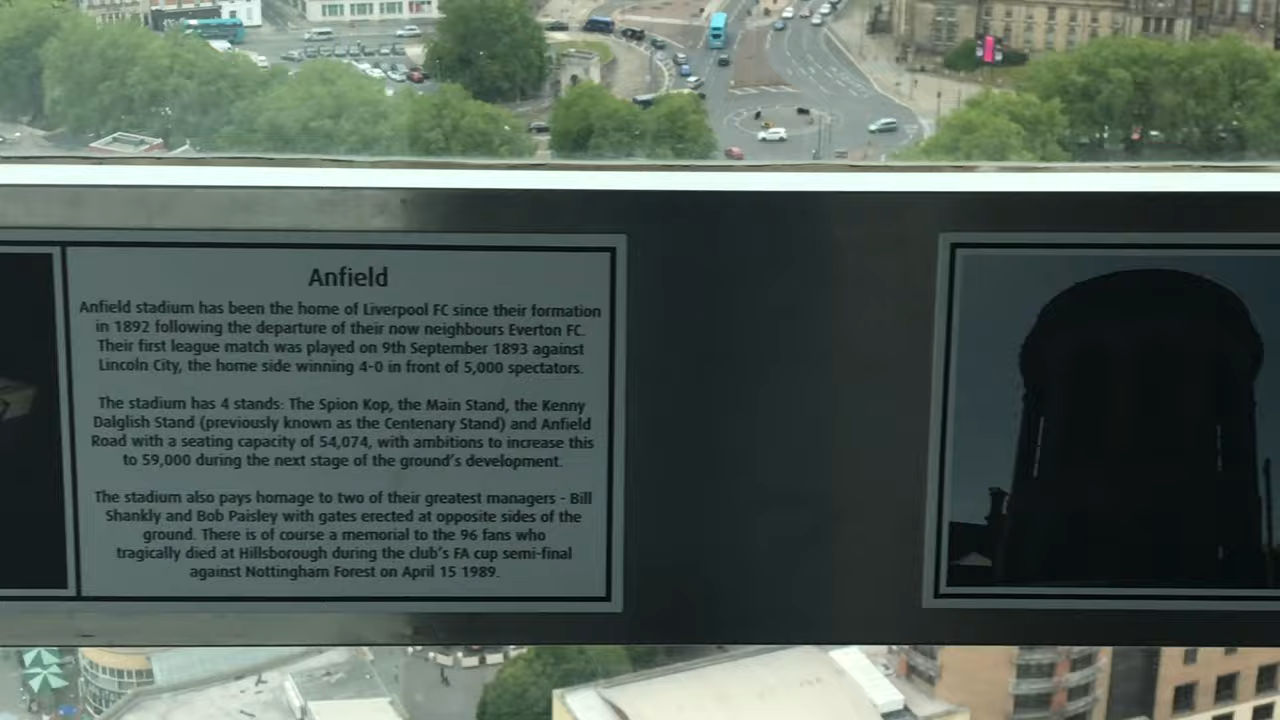 Anfield
Anfield stadium has been the home of Liverpool FC since their formation
in 1892 following the departure of their now neighbours Everton FC.
Their first league match was played on 9th September 1893 against
Lincoln City, the home side winning 4-0 in front of 5,000 spectators.
The stadium has 4 stands: The Spion Kop, the Main Stand, the Kenny
Dalglish Stand (previously known as the Centenary Stand) and Anfield
Road with a seating capacity of 54,074, with ambitions to increase this
to 59,000 during the next stage of the ground's development.
The stadium also pays homage to two of their greatest managers - Bill
Shankly and Bob Paisley with gates erected at opposite sides of the
ground. There is of course a memorial to the 96 fans who
tragically died at Hillsborough during the club's FA cup semi-final
against Nottingham Forest on April 15 1989.